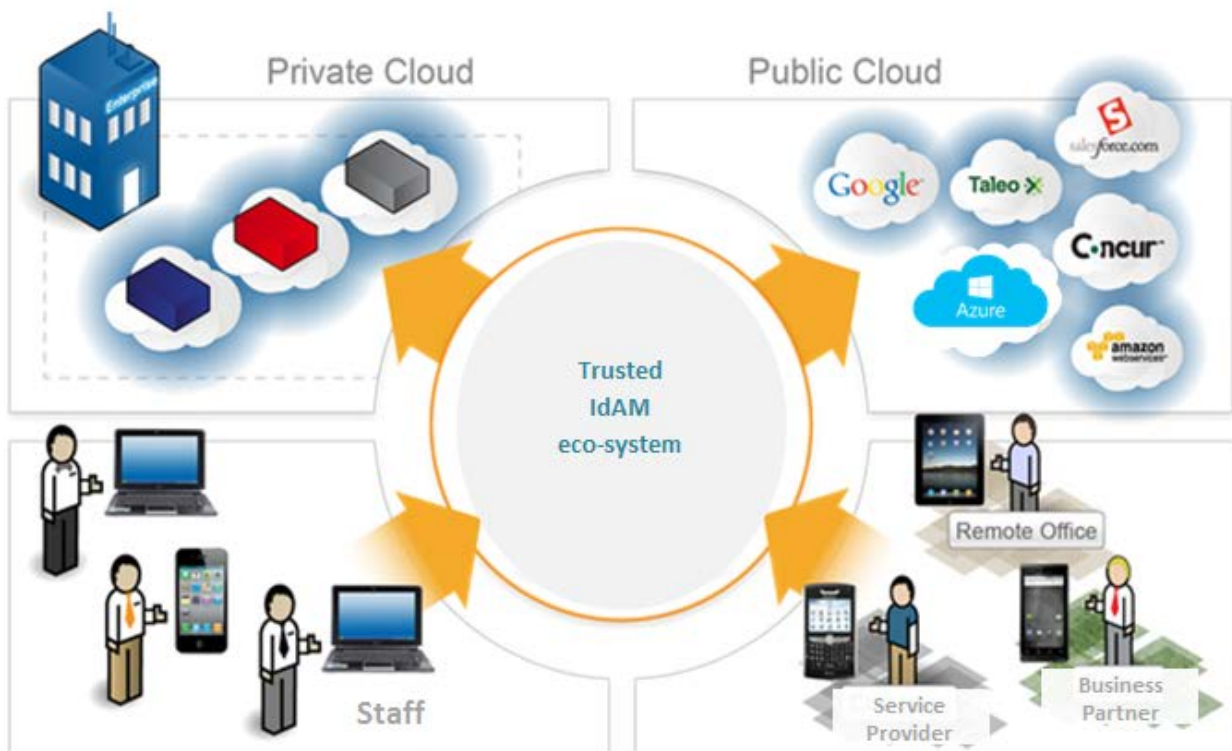 Private Cloud
Public Cloud
Enterprise
Google
Taleo
salesforce.com
S
Concur
Azure
amazon
webservices
Trusted
IdAM
eco-system
Remote Office
Staff
Service
Provider
Business
Partner